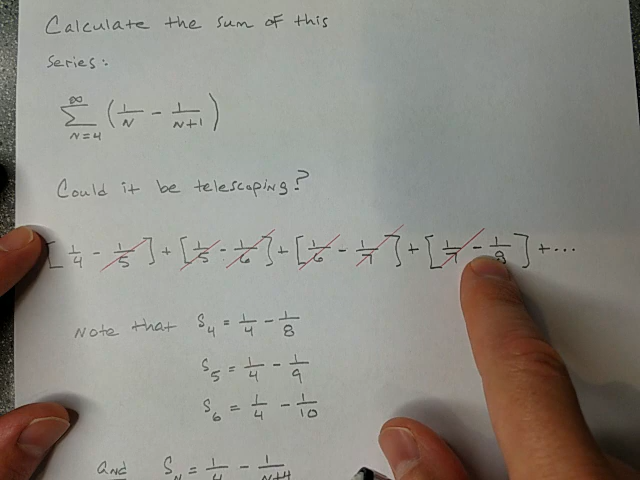 Calculate the sum of this
series:
∞
∑ (1/N - 1/N+1)
N=4
Could it be telescoping?
[1/4 - 1/5] + [1/5 - 1/6] + [1/6 - 1/7] + [1/7 - 1/8] + ...
Note that S4 = 1/4 - 1/8
S5 = 1/4 - 1/9
S6 = 1/4 - 1/10
and SN = 1/4 - 1/N+4